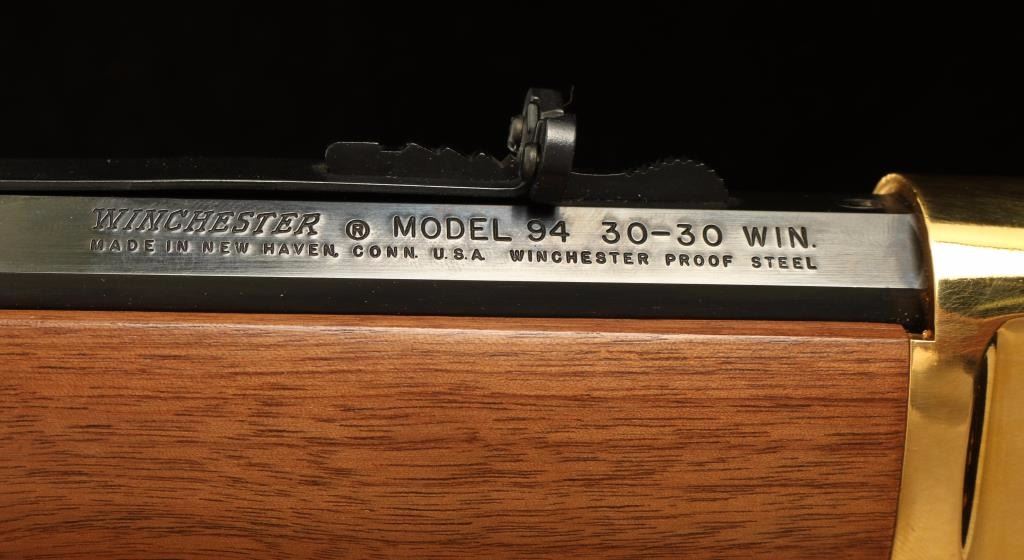 WINCHESTER ® MODEL 94 30-30 WIN.
MADE IN NEW HAVEN, CONN. U.S.A. WINCHESTER PROOF STEEL